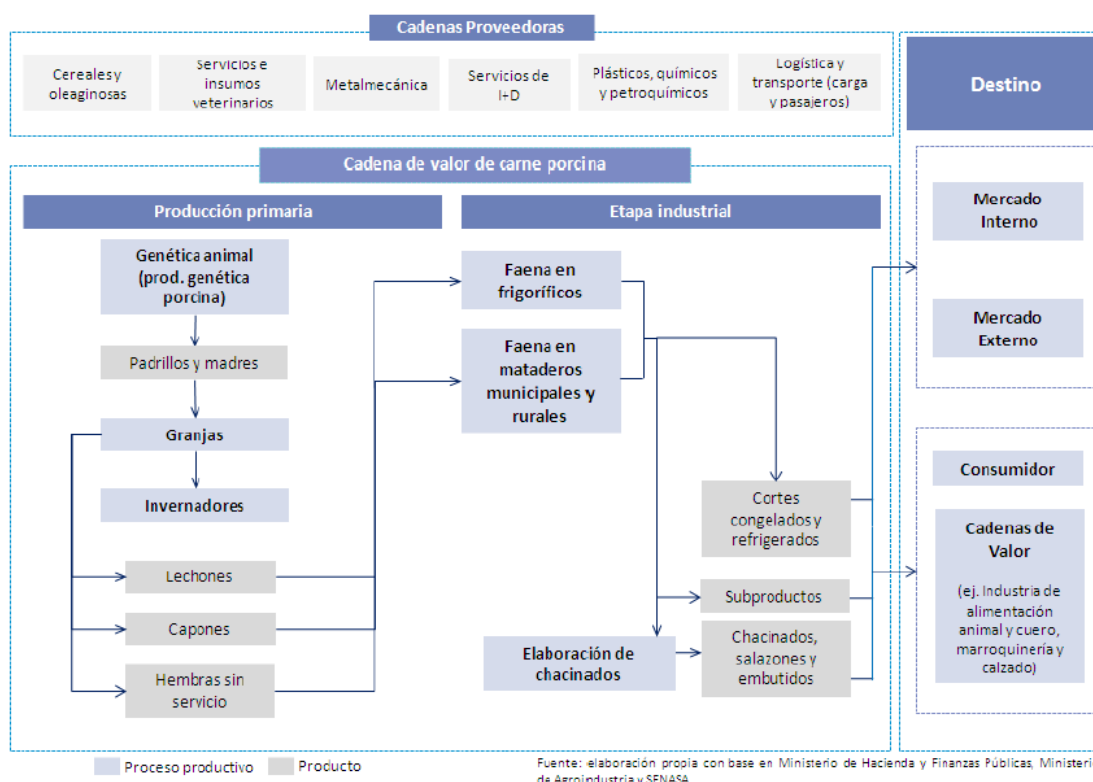 Cadenas Proveedoras
Cereales y
oleaginosas
Servicios e
insumos
veterinarios
Metalmecánica
Servicios de
I+D
Plásticos, químicos
y petroquímicos
Logística y
transporte (carga
y pasajeros)
Destino
Cadena de valor de carne porcina
Producción primaria
Etapa industrial
Genética animal
(prod. genética
porcina)
Padrillos y madres
Granjas
Invernadores
Lechones
Capones
Hembras sin
servicio
Faena en
frigoríficos
Faena en
mataderos
municipales y
rurales
Cortes
congelados y
refrigerados
Subproductos
Elaboración de
chacinados
Chacinados,
salazones y
embutidos
Mercado
Interno
Mercado
Externo
Consumidor
Cadenas de
Valor
(ej. Industria de
alimentación
animal y cuero,
marroquinería y
calzado)
Proceso productivo
Producto
Fuente: elaboración propia con base en Ministerio de Hacienda y Finanzas Públicas, Ministerio
de Agroindustria y SENASA